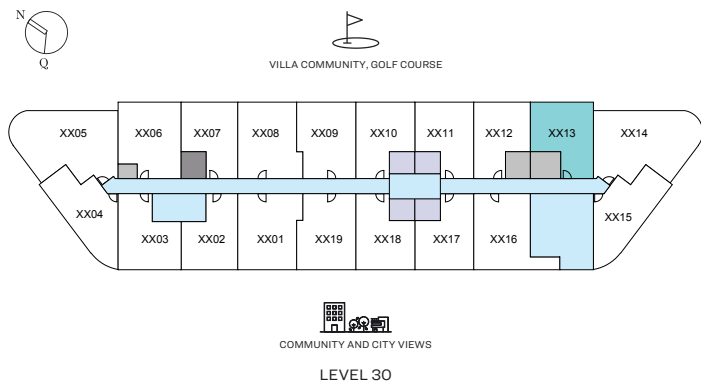 N
Q
VILLA COMMUNITY, GOLF COURSE
XX05 XX06 XX07 XX08 XX09 XX10 XX11 XX12 XX13 XX14
XX04 XX03 XX02 XX01 XX19 XX18 XX17 XX16 XX15
COMMUNITY AND CITY VIEWS
LEVEL 30